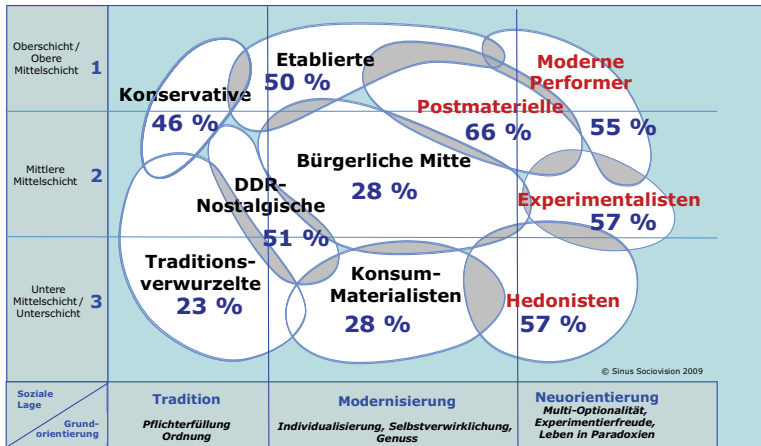 Oberschicht /
Obere
Mittelschicht
1
Etablierte
50 %
Moderne
Performer
55 %
Konservative
46 %
Postmaterielle
66 %
Mittlere
Mittelschicht
2
Bürgerliche Mitte
28 %
DDR-
Nostalgische
51 %
Experimentalisten
57 %
Untere
Mittelschicht /
Unterschicht
3
Traditions-
verwurzelte
23 %
Konsum-
Materialisten
28 %
Hedonisten
57 %
© Sinus Sociovision 2009
Soziale
Lage
Grund-
orientierung
Tradition
Pflichterfüllung
Ordnung
Modernisierung
Individualisierung, Selbstverwirklichung,
Genuss
Neuorientierung
Multi-Optionalität,
Experimentierfreude,
Leben in Paradoxien